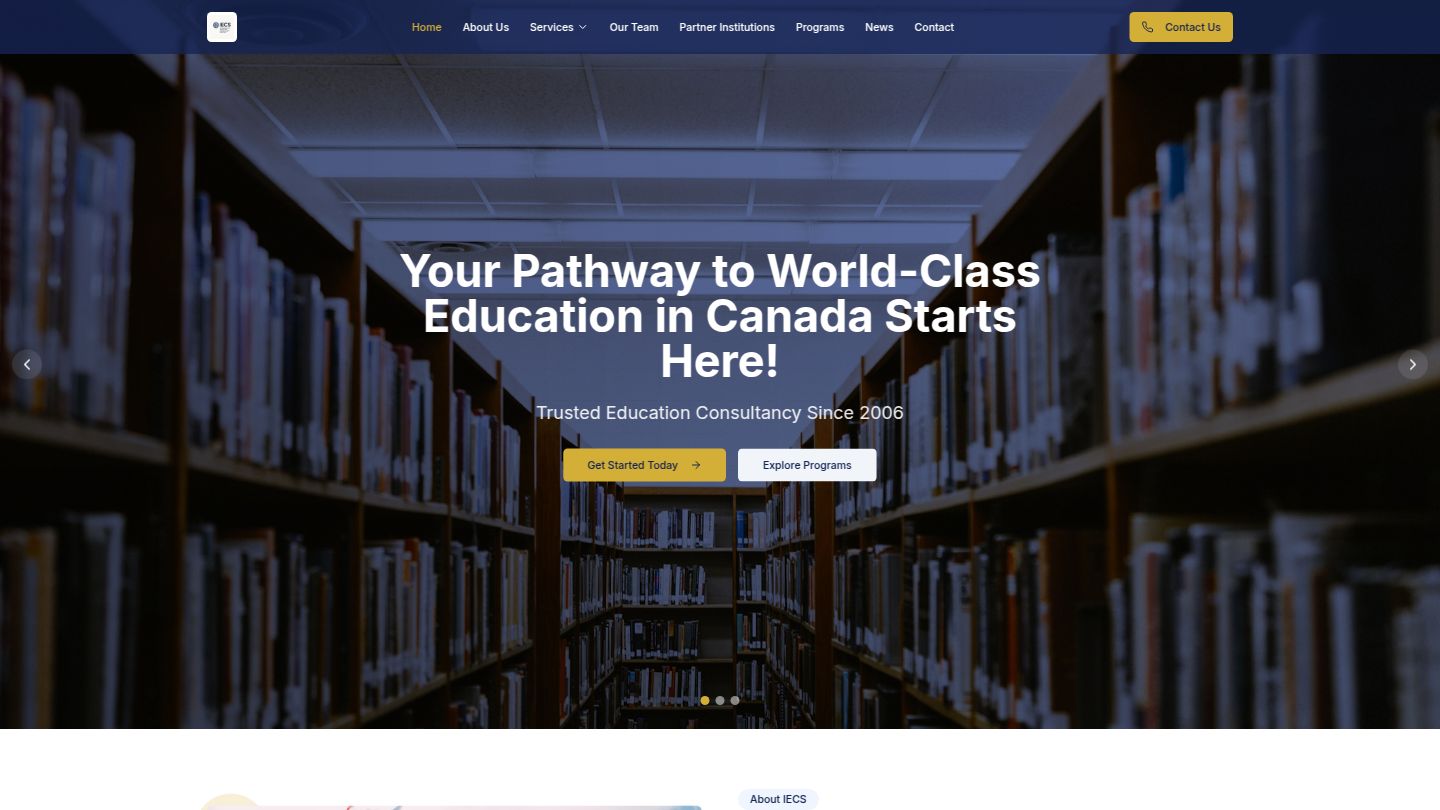 IECS
Home
About Us
Services
Our Team
Partner Institutions
Programs
News
Contact
Contact Us
Your Pathway to World-Class
Education in Canada Starts
Here!
Trusted Education Consultancy Since 2006
Get Started Today
Explore Programs
About IECS